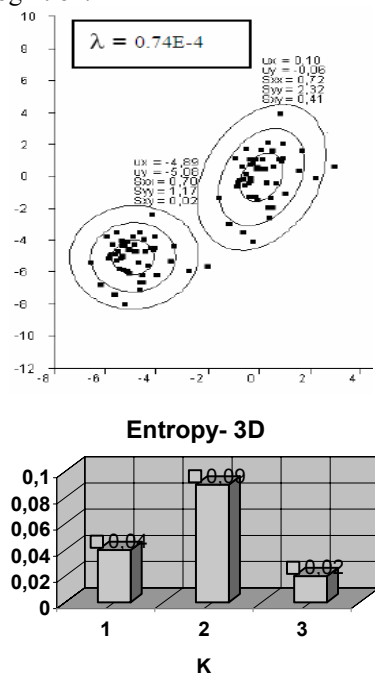 λ = 0.74E-4
ux = 0,10
uy = -0,06
Sxx = 0,72
Syy = 2,32
Sxy = 0,41
ux = -4,89
uy = -5,08
Sxx = 0,70
Syy = 1,17
Sxy = 0,02
10
8
6
4
2
0
-2
-4
-6
-8
-10
-12
-8 -6 -4 -2 0 2 4
Entropy- 3D
0,1
0,08
0,06
0,04
0,02
0
0.04
0.09
0.02
1 2 3
K